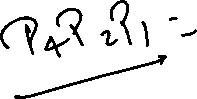 P₄P₂P₁ =